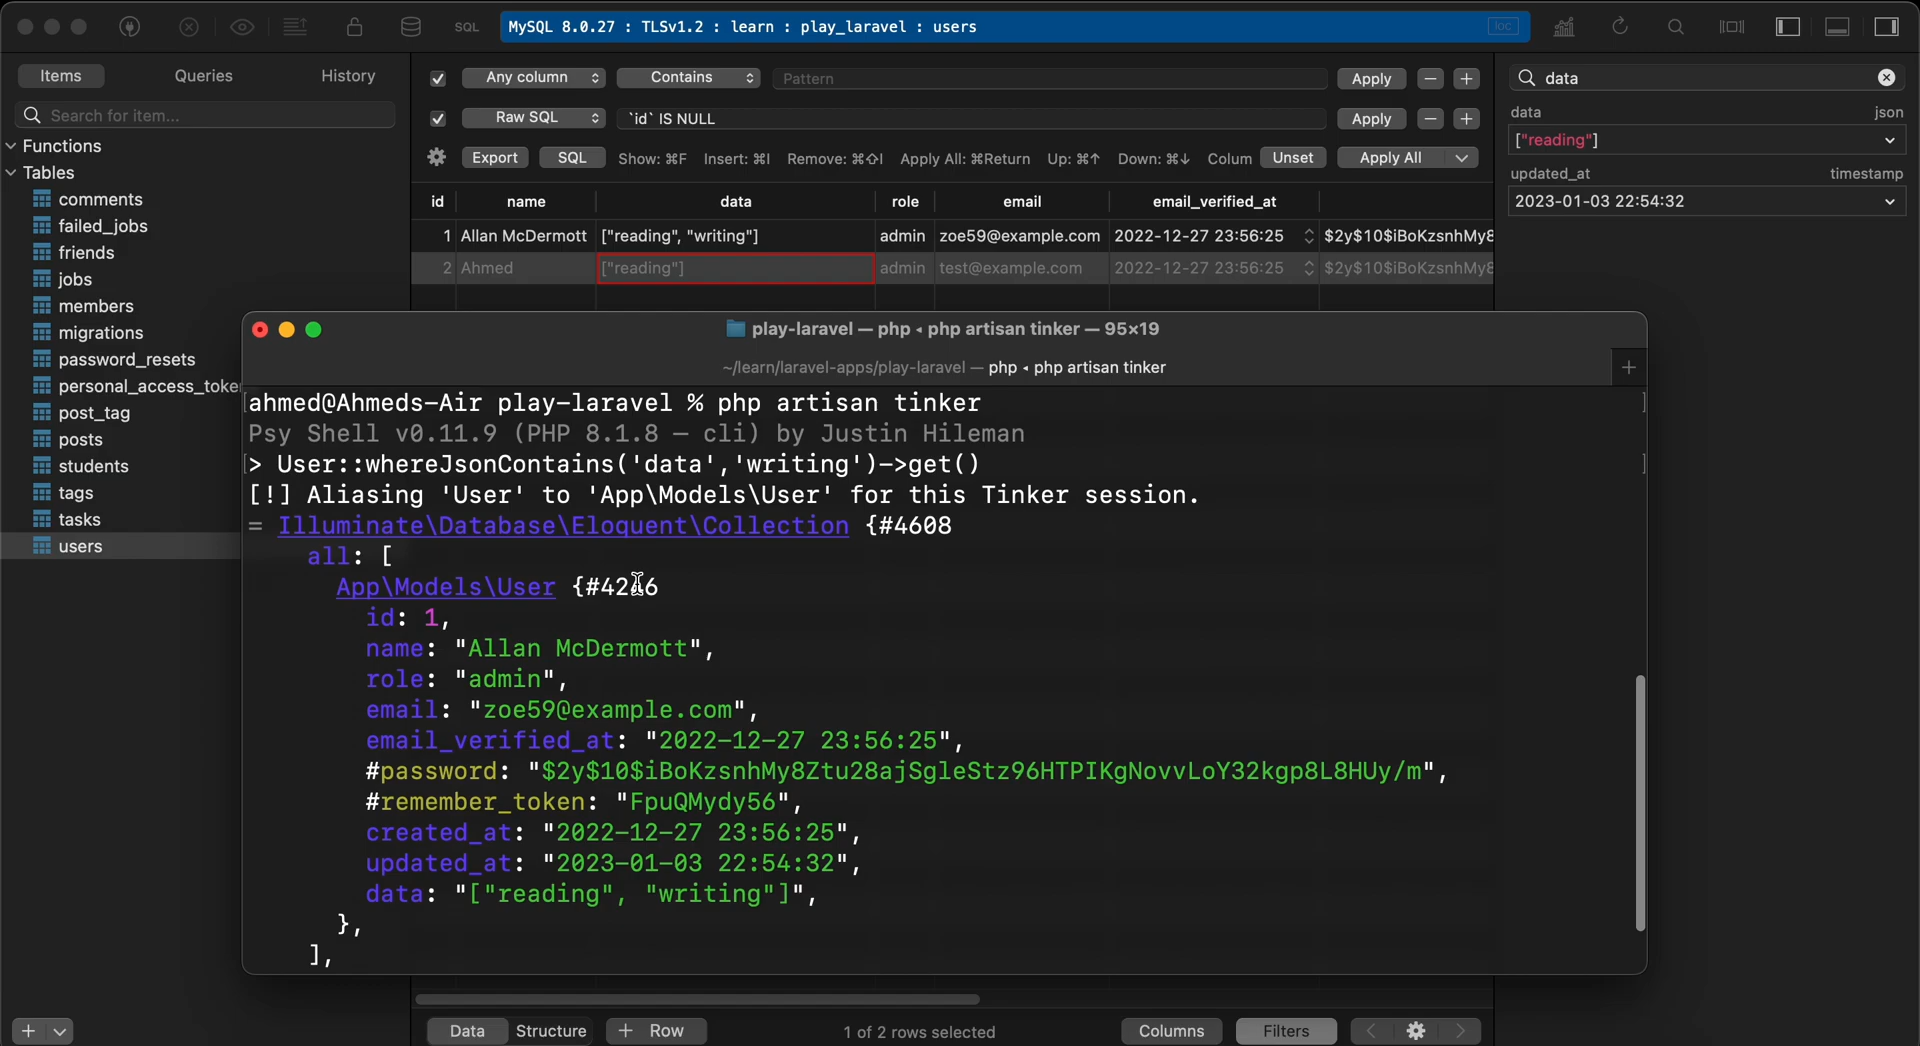 SQL
MySQL 8.0.27 : TLSv1.2 : learn : play_laravel : users
loc
Items Queries History
Search for item...
Functions
Tables
comments
failed_jobs
friends
jobs
members
migrations
password_resets
personal_access_toke
post_tag
posts
students
tags
tasks
users
Any column Contains Pattern Apply
Raw SQL `id` IS NULL Apply
Export SQL Show: ⌘F Insert: ⌘I Remove: ⌘⇧I Apply All: ⌘Return Up: ⌘↑ Down: ⌘↓ Colum Unset Apply All
id name data role email email_verified_at
1 Allan McDermott ["reading", "writing"] admin zoe59@example.com 2022-12-27 23:56:25 $2y$10$iBoKzsnhMy8
2 Ahmed ["reading"] admin test@example.com 2022-12-27 23:56:25 $2y$10$iBoKzsnhMy8
data
data json
["reading"]
updated_at timestamp
2023-01-03 22:54:32
play-laravel — php ◂ php artisan tinker — 95×19
~/learn/laravel-apps/play-laravel — php ◂ php artisan tinker
[ahmed@Ahmeds-Air play-laravel % php artisan tinker ]
Psy Shell v0.11.9 (PHP 8.1.8 — cli) by Justin Hileman
[> User::whereJsonContains('data','writing')->get() ]
[!] Aliasing 'User' to 'App\Models\User' for this Tinker session.
= Illuminate\Database\Eloquent\Collection {#4608
all: [
App\Models\User {
id: 1,
name: "Allan McDermott",
role: "admin",
email: "zoe59@example.com",
email_verified_at: "2022-12-27 23:56:25",
#password: "$2y$10$iBoKzsnhMy8Ztu28ajSgleStz96HTPIKgNovvLoY32kgp8L8HUy/m",
#remember_token: "FpuQMydy56",
created_at: "2022-12-27 23:56:25",
updated_at: "2023-01-03 22:54:32",
data: "["reading", "writing"]",
},
],
Data Structure + Row 1 of 2 rows selected Columns Filters